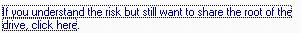 If you understand the risk but still want to share the root of the
drive, click here.